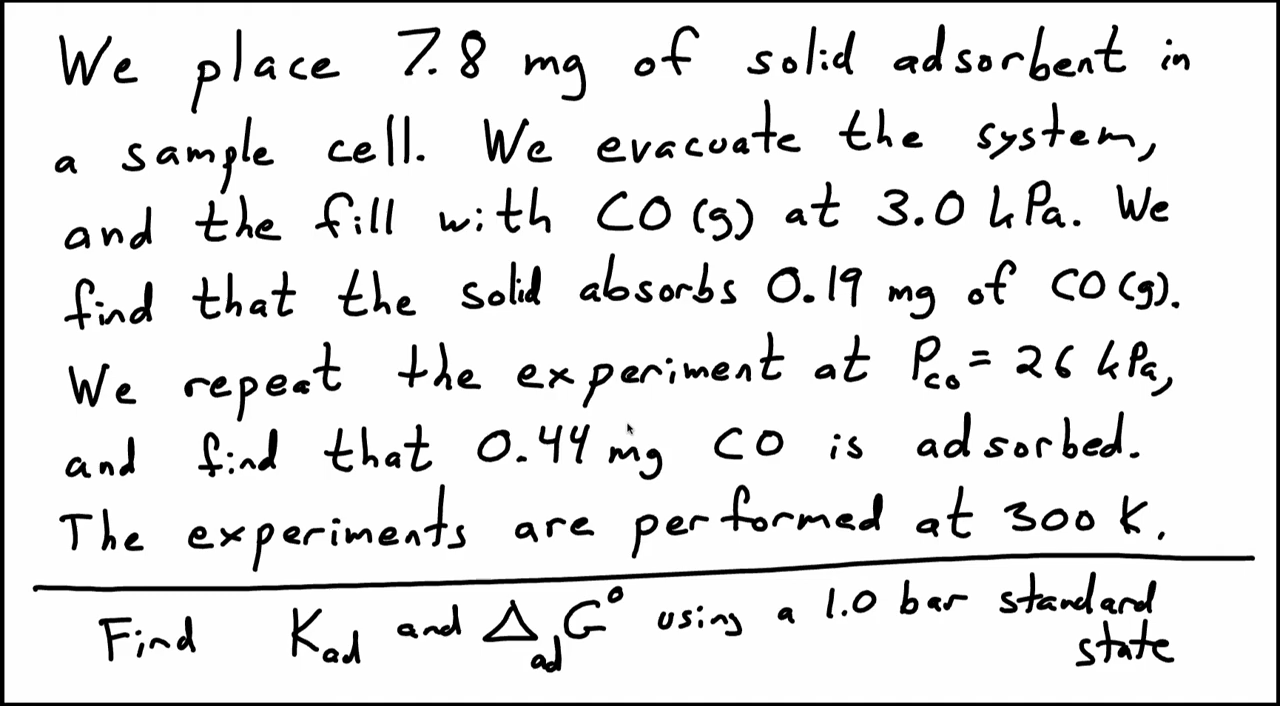 We place 7.8 mg of solid adsorbent in
a sample cell. We evacuate the system,
and the fill with CO(g) at 3.0 kPa. We
find that the solid absorbs 0.19 mg of CO(g).
We repeat the experiment at P_CO = 26 kPa,
and find that 0.44 mg CO is adsorbed.
The experiments are performed at 300 K.
Find K_ad and Δ_ad G° using a 1.0 bar standard
state